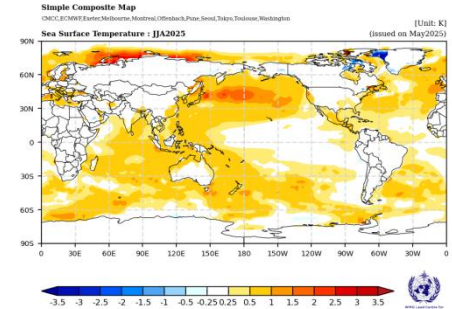 Simple Composite Map
CMCC,ECMWF,Exeter,Melbourne,Montreal,Offenbach,Pune,Seoul,Tokyo,Toulouse,Washington
[Unit: K]
Sea Surface Temperature : JJA2025
(issued on May2025)
90N
60N
30N
0
30S
60S
90S
0 30E 60E 90E 120E 150E 180 150W 120W 90W 60W 30W 0
-3.5 -3 -2.5 -2 -1.5 -1 -0.5 -0.25 0.25 0.5 1 1.5 2 2.5 3 3.5